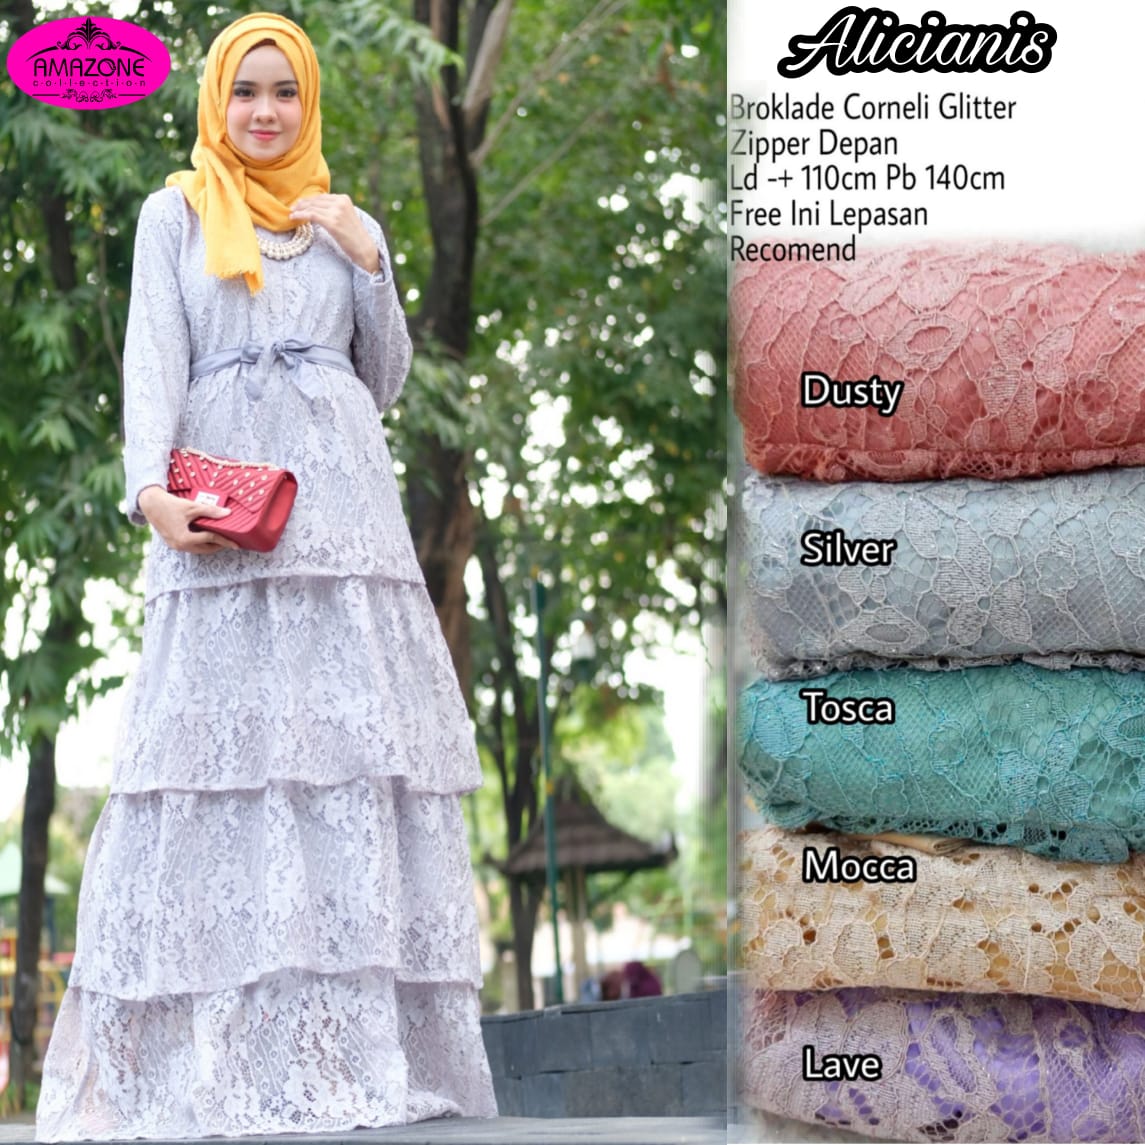 AMAZONE
collection
Alicianis
Broklade Corneli Glitter
Zipper Depan
Ld -+ 110cm Pb 140cm
Free Ini Lepasan
Recomend
Dusty
Silver
Tosca
Mocca
Lave